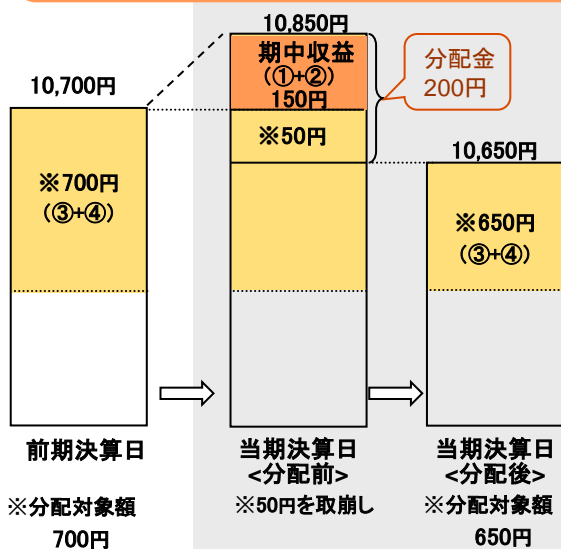 10,850円
期中収益
(①+②)
150円
分配金
200円
10,700円
※50円
10,650円
※700円
(③+④)
※650円
(③+④)
前期決算日
当期決算日
<分配前>
当期決算日
<分配後>
※分配対象額
700円
※50円を取崩し
※分配対象額
650円